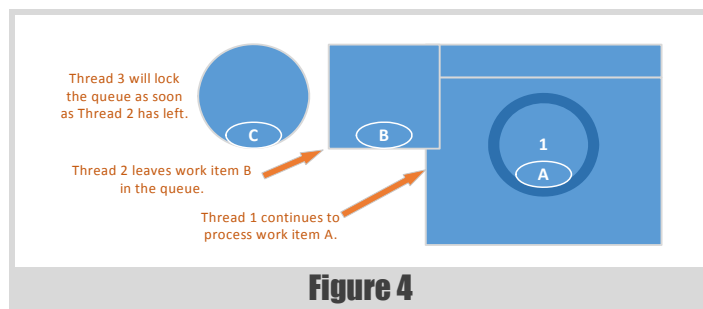 Thread 3 will lock
the queue as soon
as Thread 2 has left.
C
B
1
A
Thread 2 leaves work item B
in the queue.
Thread 1 continues to
process work item A.
Figure 4